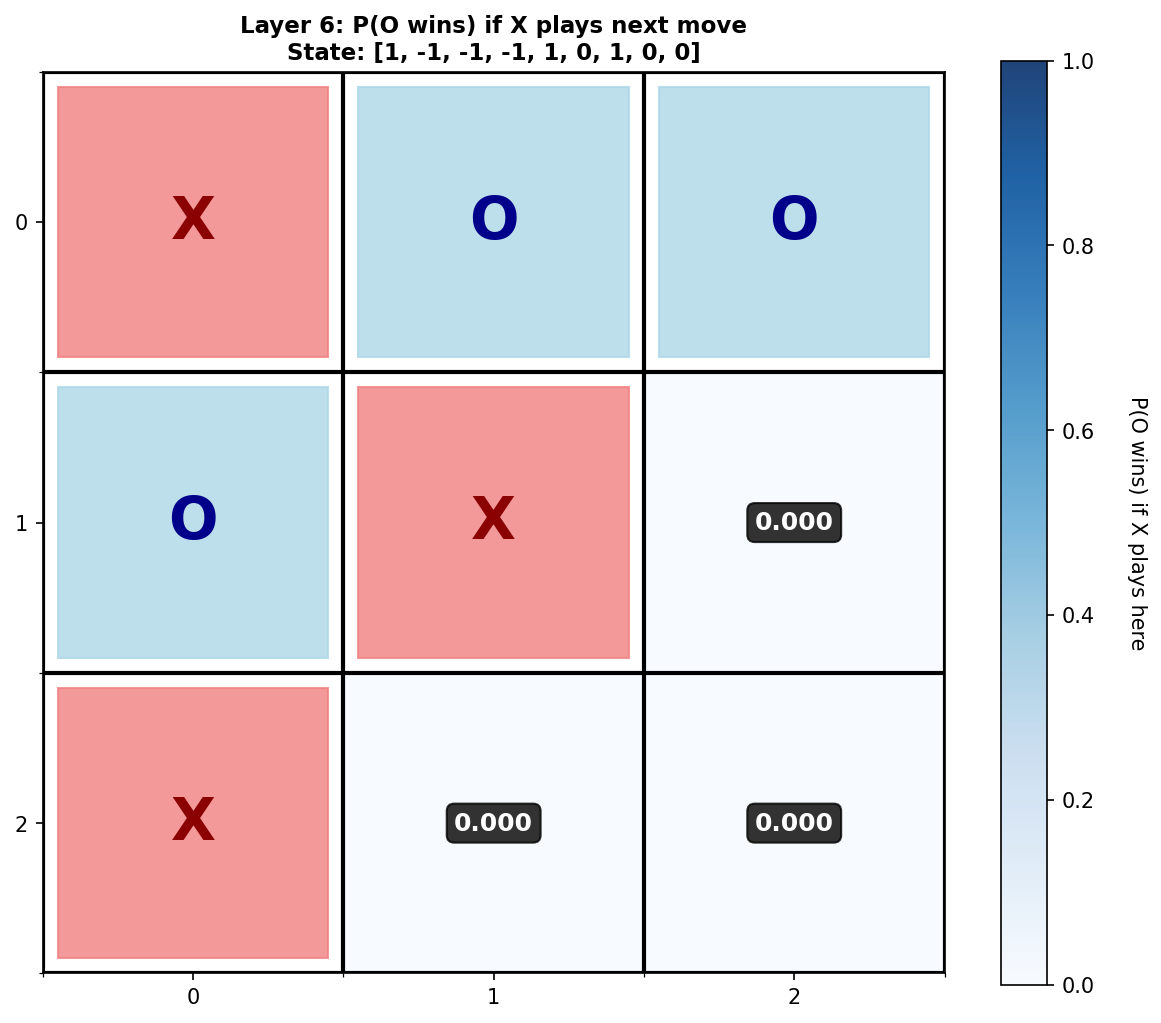 Layer 6: P(O wins) if X plays next move
State: [1, -1, -1, -1, 1, 0, 1, 0, 0]
X
O
O
O
X
0.000
X
0.000
0.000
0
1
2
0
1
2
1.0
0.8
0.6
0.4
0.2
0.0
P(O wins) if X plays here